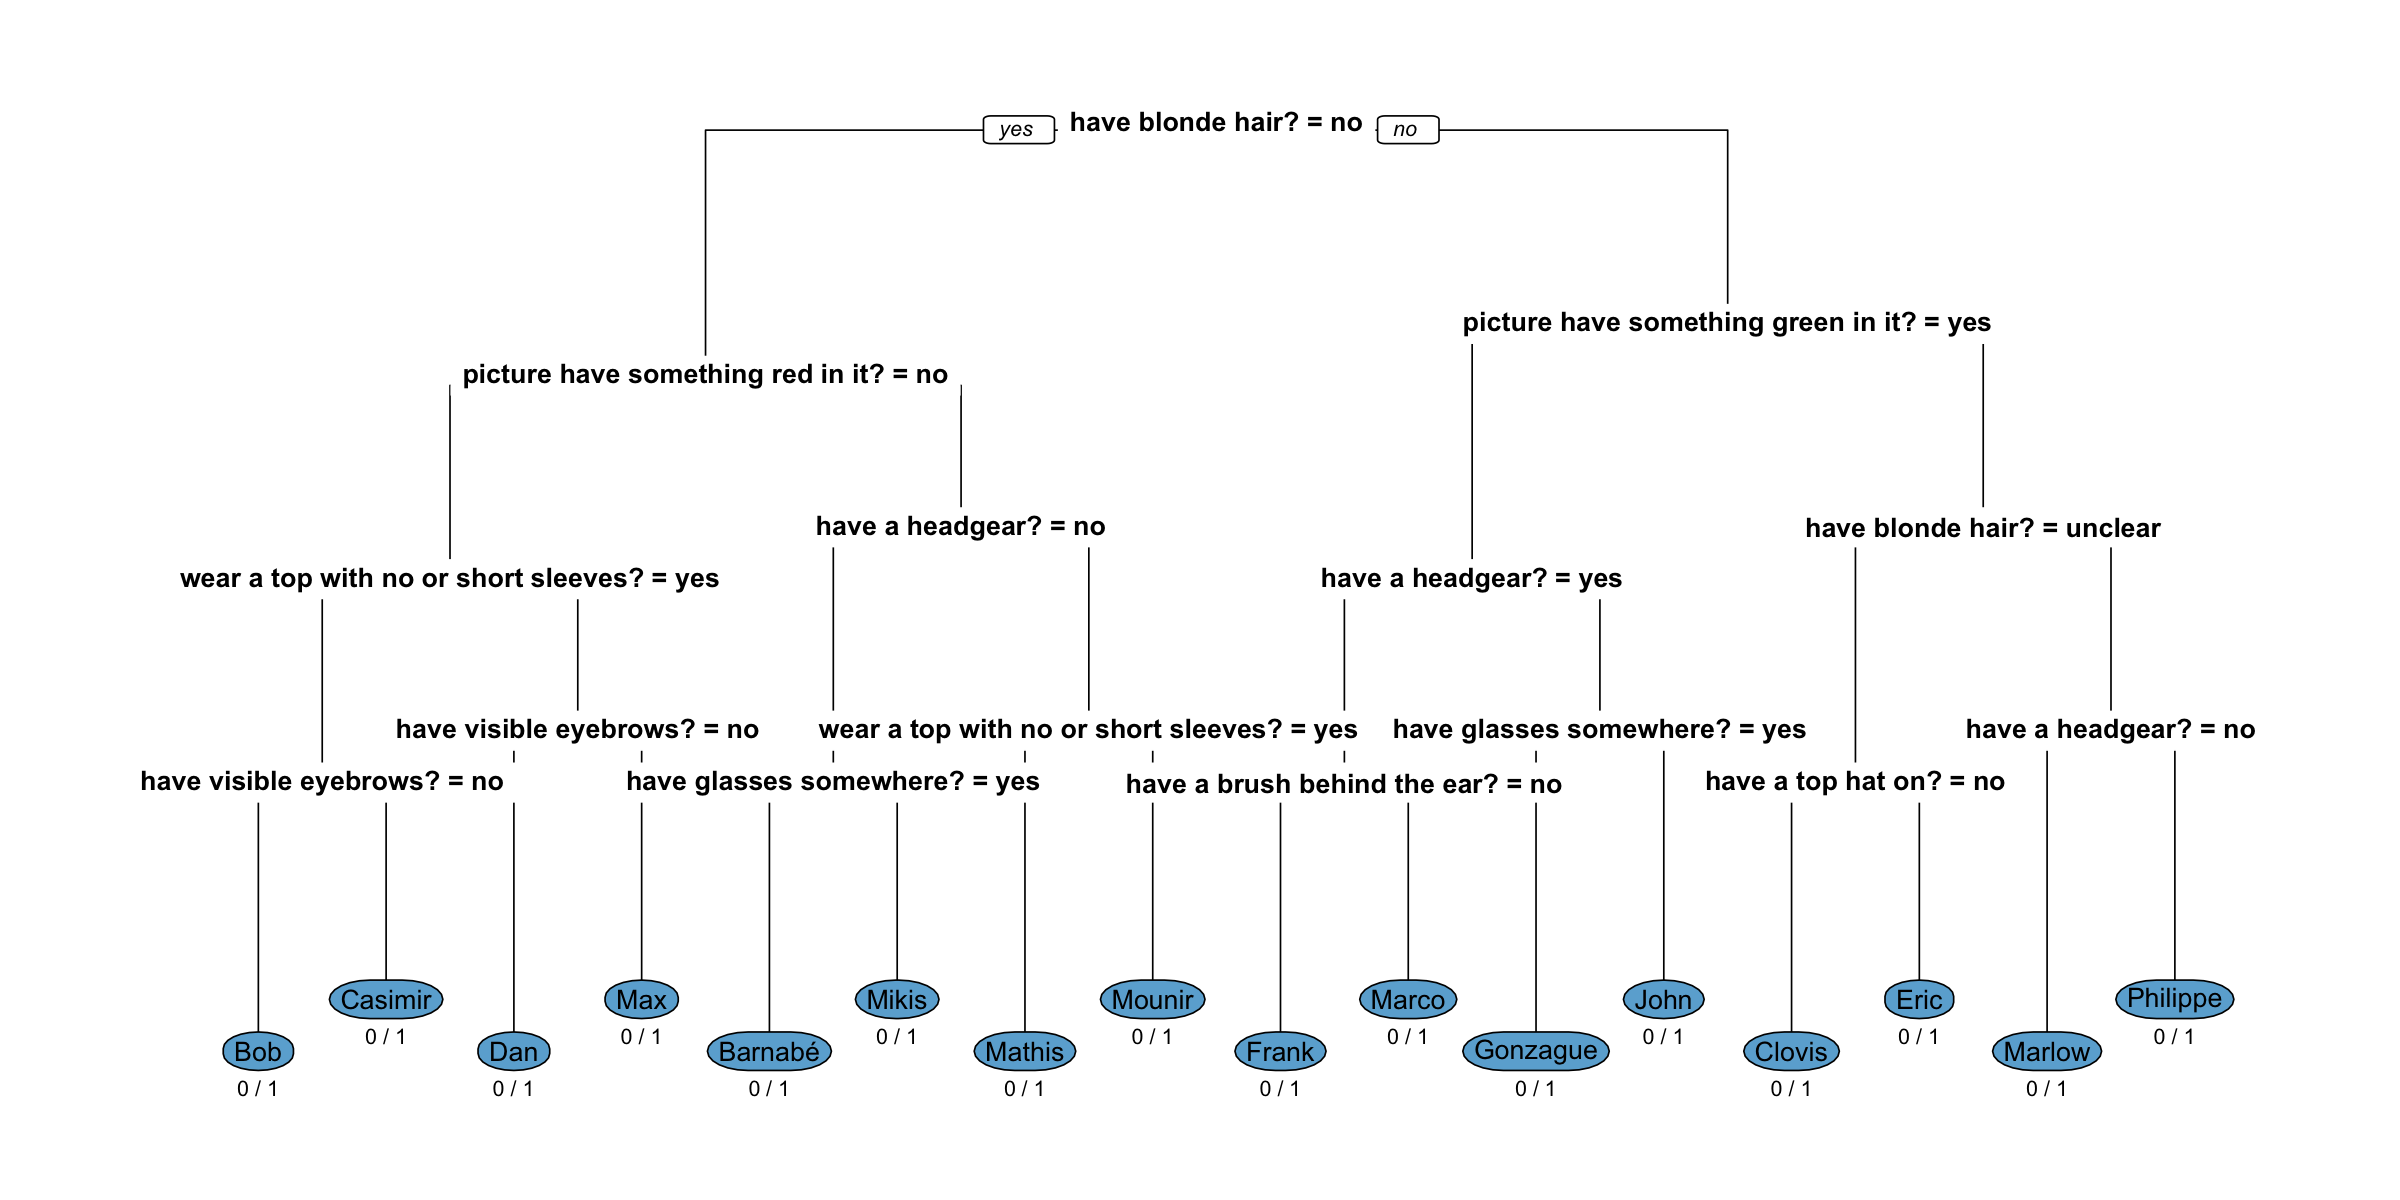 yes have blonde hair? = no no
picture have something green in it? = yes
picture have something red in it? = no
have a headgear? = no
have blonde hair? = unclear
wear a top with no or short sleeves? = yes
have a headgear? = yes
have visible eyebrows? = no
wear a top with no or short sleeves? = yes
have glasses somewhere? = yes
have a headgear? = no
have visible eyebrows? = no
have glasses somewhere? = yes
have a brush behind the ear? = no
have a top hat on? = no
Casimir
0 / 1
Max
0 / 1
Mikis
0 / 1
Mounir
0 / 1
Marco
0 / 1
John
0 / 1
Eric
0 / 1
Philippe
0 / 1
Bob
0 / 1
Dan
0 / 1
Barnabé
0 / 1
Mathis
0 / 1
Frank
0 / 1
Gonzague
0 / 1
Clovis
0 / 1
Marlow
0 / 1